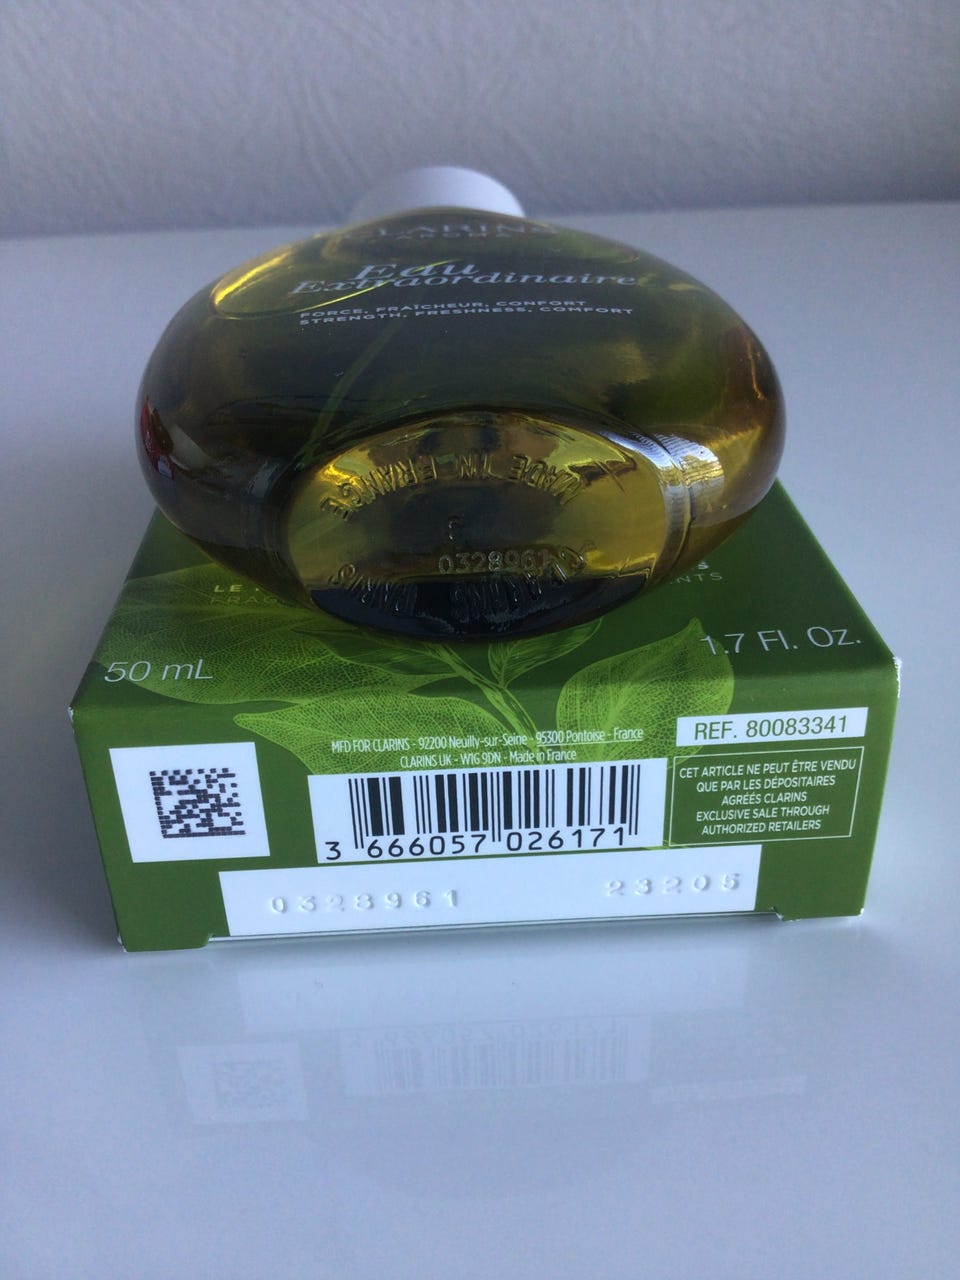 CLARINS
Eau
Extraordinaire
FORCE, FRAÎCHEUR, CONFORT
STRENGTH, FRESHNESS, COMFORT
MADE IN FRANCE
0328961
CLARINS PARIS
LE
50 mL
1.7 Fl. Oz.
MFD FOR CLARINS - 92200 Neuilly-sur-Seine - 95300 Pontoise - France
CLARINS UK - W1G 9DN - Made in France
REF. 80083341
CET ARTICLE NE PEUT ÊTRE VENDU
QUE PAR LES DÉPOSITAIRES
AGRÉÉS CLARINS
EXCLUSIVE SALE THROUGH
AUTHORIZED RETAILERS
3 666057 026171
0328961 23205